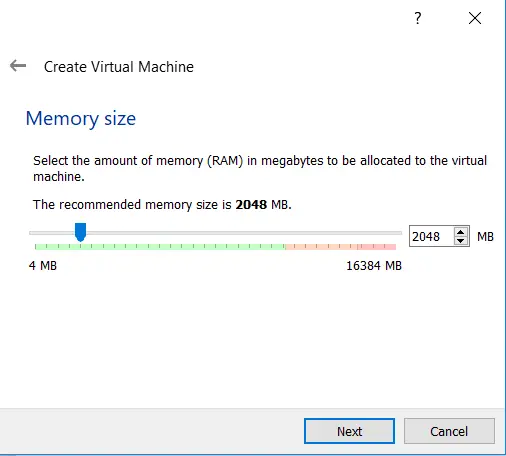 ?
Create Virtual Machine
Memory size
Select the amount of memory (RAM) in megabytes to be allocated to the virtual
machine.
The recommended memory size is 2048 MB.
2048 MB
4 MB 16384 MB
Next Cancel